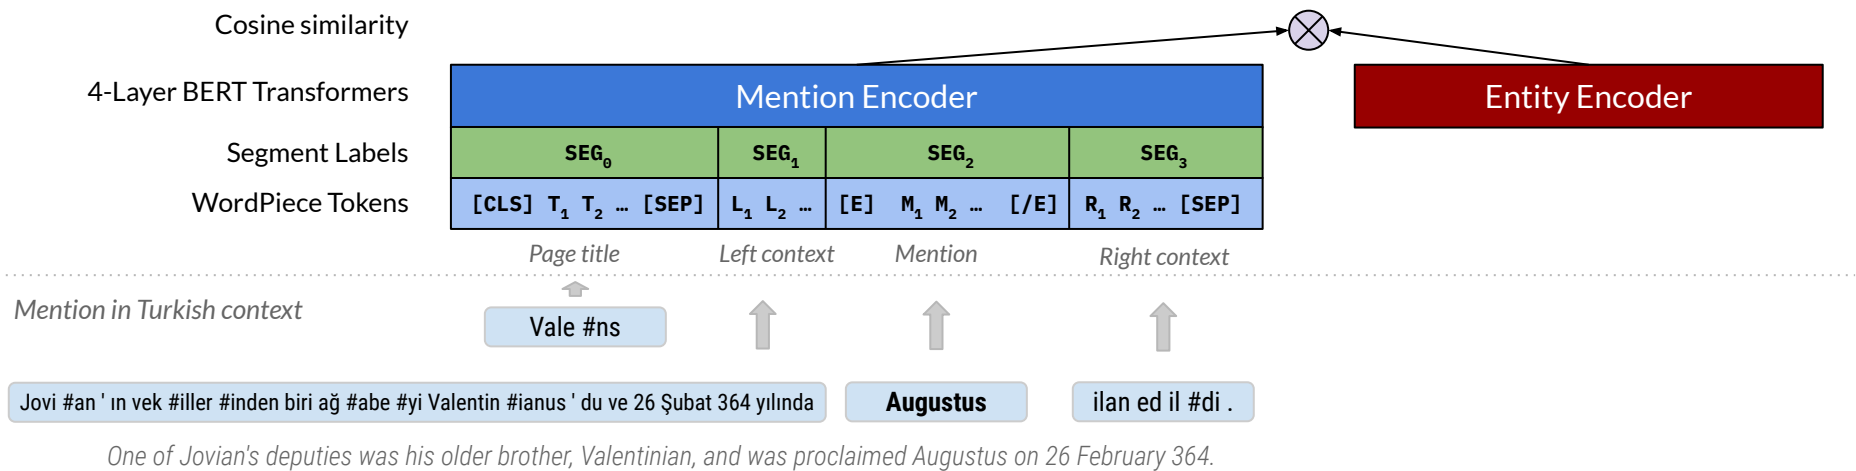 Cosine similarity
4-Layer BERT Transformers
Mention Encoder
Entity Encoder
Segment Labels
SEG0 SEG1 SEG2 SEG3
WordPiece Tokens
[CLS] T1 T2 … [SEP] L1 L2 … [E] M1 M2 … [/E] R1 R2 … [SEP]
Page title Left context Mention Right context
Mention in Turkish context
Vale #ns
Jovi #an ' ın vek #iller #inden biri ağ #abe #yi Valentin #ianus ' du ve 26 Şubat 364 yılında
Augustus
ilan ed il #di .
One of Jovian's deputies was his older brother, Valentinian, and was proclaimed Augustus on 26 February 364.